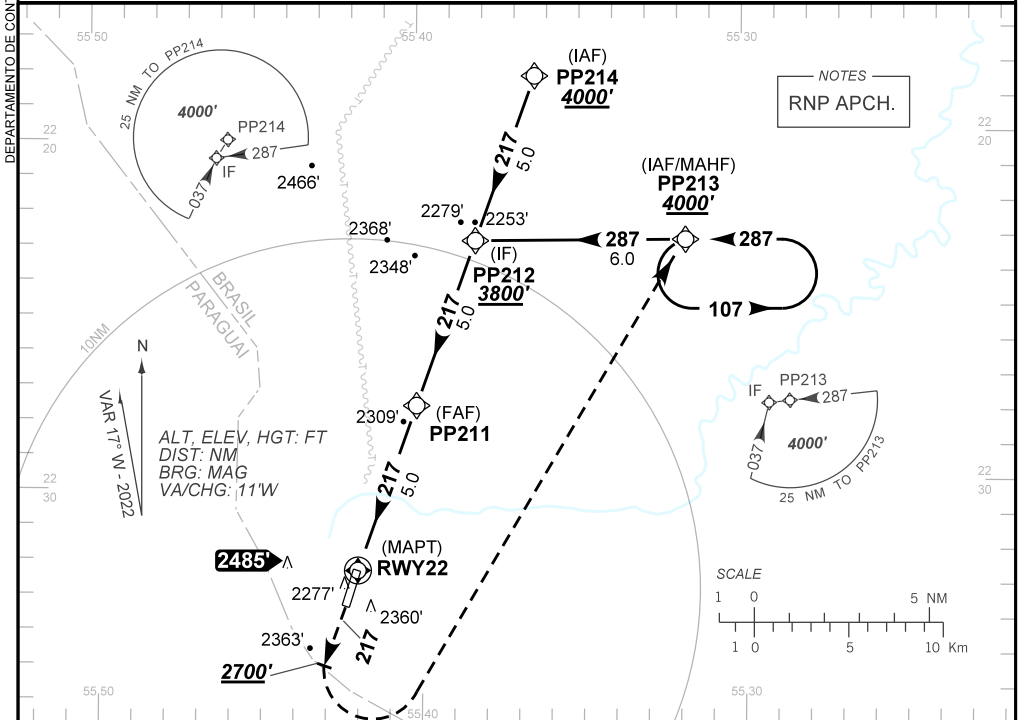 DEPARTAMENTO DE CON
55 50
55 40
55 30
25 NM TO PP214
4000'
PP214
287
IF
037
2466'
(IAF)
PP214
4000'
217
5.0
NOTES
RNP APCH.
22
20
22
20
(IAF/MAHF)
PP213
4000'
2279'
2253'
2368'
2348'
287
6.0
287
107
(IF)
PP212
3800'
217
5.0
10NM
BRASIL
PARAGUAI
N
VAR 17° W - 2022
ALT, ELEV, HGT: FT
DIST: NM
BRG: MAG
VA/CHG: 11'W
2309'
(FAF)
PP211
IF
PP213
287
037
4000'
25 NM TO PP213
217
5.0
22
30
22
30
2485'
(MAPT)
RWY22
2277'
2360'
2363'
217
2700'
SCALE
1 0 5 NM
1 0 5 10 Km
55 50
55 40
55 30